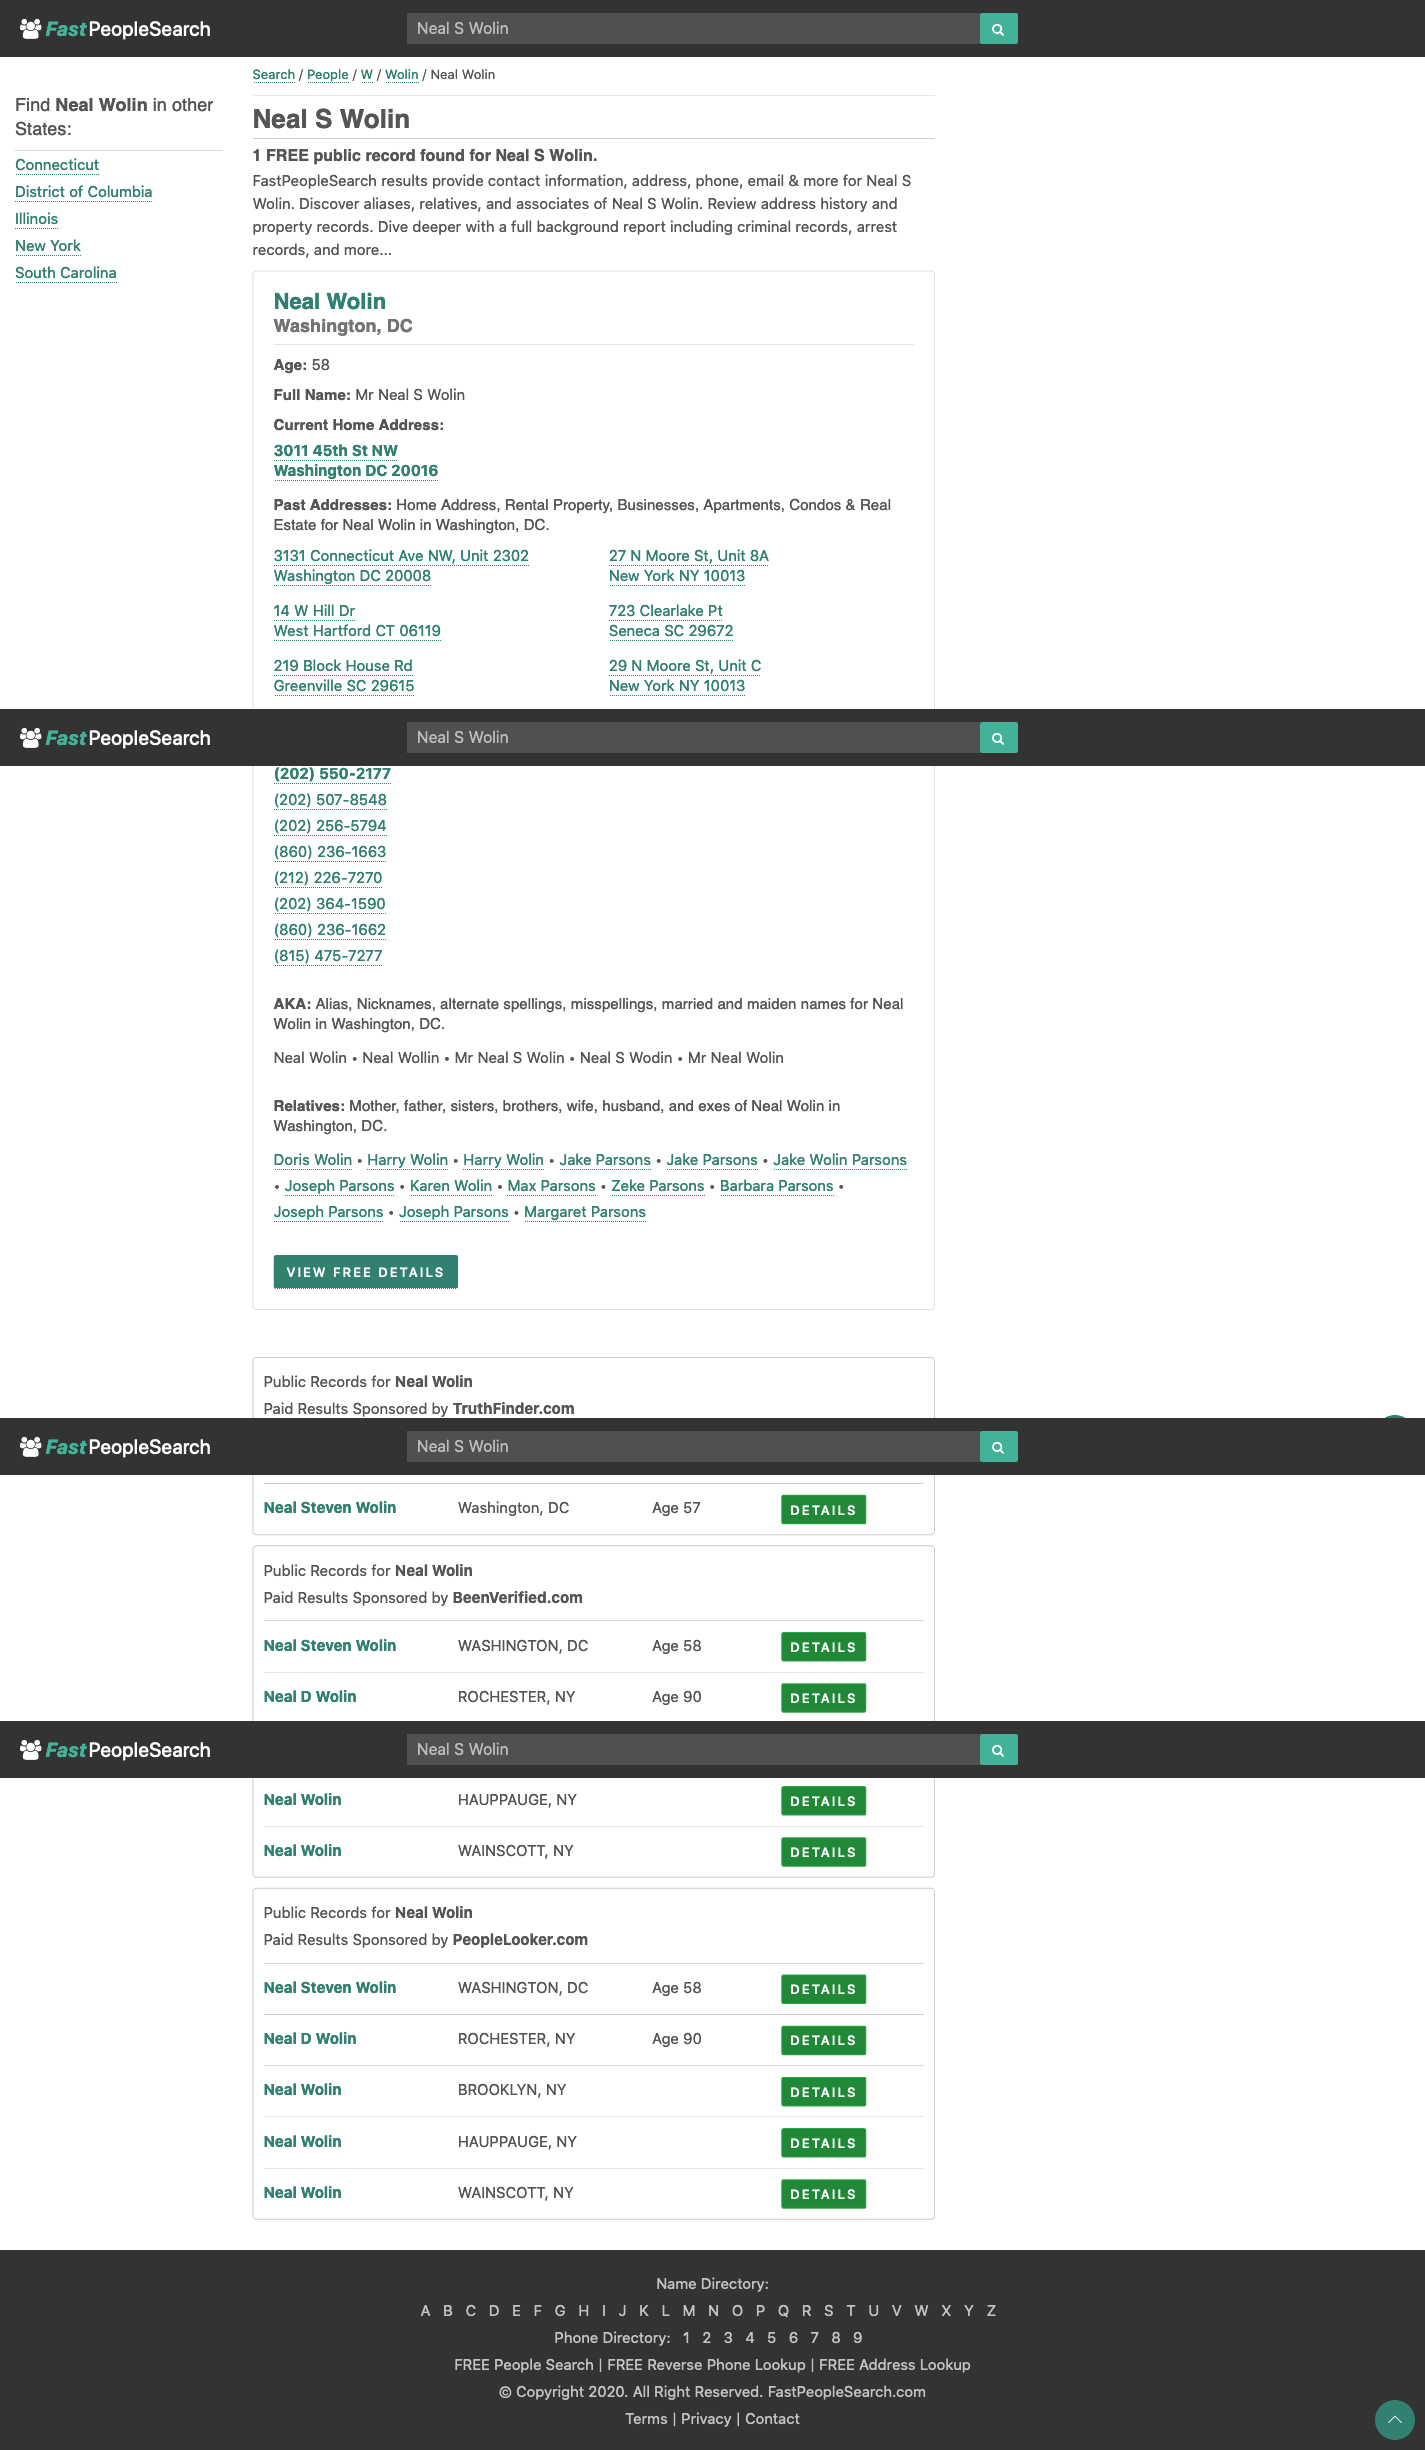 FastPeopleSearch
Neal S Wolin
Search / People / W / Wolin / Neal Wolin
Find Neal Wolin in other
States:
Connecticut
District of Columbia
Illinois
New York
South Carolina
Neal S Wolin
1 FREE public record found for Neal S Wolin.
FastPeopleSearch results provide contact information, address, phone, email & more for Neal S
Wolin. Discover aliases, relatives, and associates of Neal S Wolin. Review address history and
property records. Dive deeper with a full background report including criminal records, arrest
records, and more...
Neal Wolin
Washington, DC
Age: 58
Full Name: Mr Neal S Wolin
Current Home Address:
3011 45th St NW
Washington DC 20016
Past Addresses: Home Address, Rental Property, Businesses, Apartments, Condos & Real
Estate for Neal Wolin in Washington, DC.
3131 Connecticut Ave NW, Unit 2302
Washington DC 20008
27 N Moore St, Unit 8A
New York NY 10013
14 W Hill Dr
West Hartford CT 06119
723 Clearlake Pt
Seneca SC 29672
219 Block House Rd
Greenville SC 29615
29 N Moore St, Unit C
New York NY 10013
FastPeopleSearch
Neal S Wolin
(202) 550-2177
(202) 507-8548
(202) 256-5794
(860) 236-1663
(212) 226-7270
(202) 364-1590
(860) 236-1662
(815) 475-7277
AKA: Alias, Nicknames, alternate spellings, misspellings, married and maiden names for Neal
Wolin in Washington, DC.
Neal Wolin • Neal Wollin • Mr Neal S Wolin • Neal S Wodin • Mr Neal Wolin
Relatives: Mother, father, sisters, brothers, wife, husband, and exes of Neal Wolin in
Washington, DC.
Doris Wolin • Harry Wolin • Harry Wolin • Jake Parsons • Jake Parsons • Jake Wolin Parsons
• Joseph Parsons • Karen Wolin • Max Parsons • Zeke Parsons • Barbara Parsons •
Joseph Parsons • Joseph Parsons • Margaret Parsons
VIEW FREE DETAILS
Public Records for Neal Wolin
Paid Results Sponsored by TruthFinder.com
FastPeopleSearch
Neal S Wolin
Neal Steven Wolin Washington, DC Age 57 DETAILS
Public Records for Neal Wolin
Paid Results Sponsored by BeenVerified.com
Neal Steven Wolin WASHINGTON, DC Age 58 DETAILS
Neal D Wolin ROCHESTER, NY Age 90 DETAILS
FastPeopleSearch
Neal S Wolin
Neal Wolin HAUPPAUGE, NY DETAILS
Neal Wolin WAINSCOTT, NY DETAILS
Public Records for Neal Wolin
Paid Results Sponsored by PeopleLooker.com
Neal Steven Wolin WASHINGTON, DC Age 58 DETAILS
Neal D Wolin ROCHESTER, NY Age 90 DETAILS
Neal Wolin BROOKLYN, NY DETAILS
Neal Wolin HAUPPAUGE, NY DETAILS
Neal Wolin WAINSCOTT, NY DETAILS
Name Directory:
A B C D E F G H I J K L M N O P Q R S T U V W X Y Z
Phone Directory: 1 2 3 4 5 6 7 8 9
FREE People Search | FREE Reverse Phone Lookup | FREE Address Lookup
© Copyright 2020. All Right Reserved. FastPeopleSearch.com
Terms | Privacy | Contact